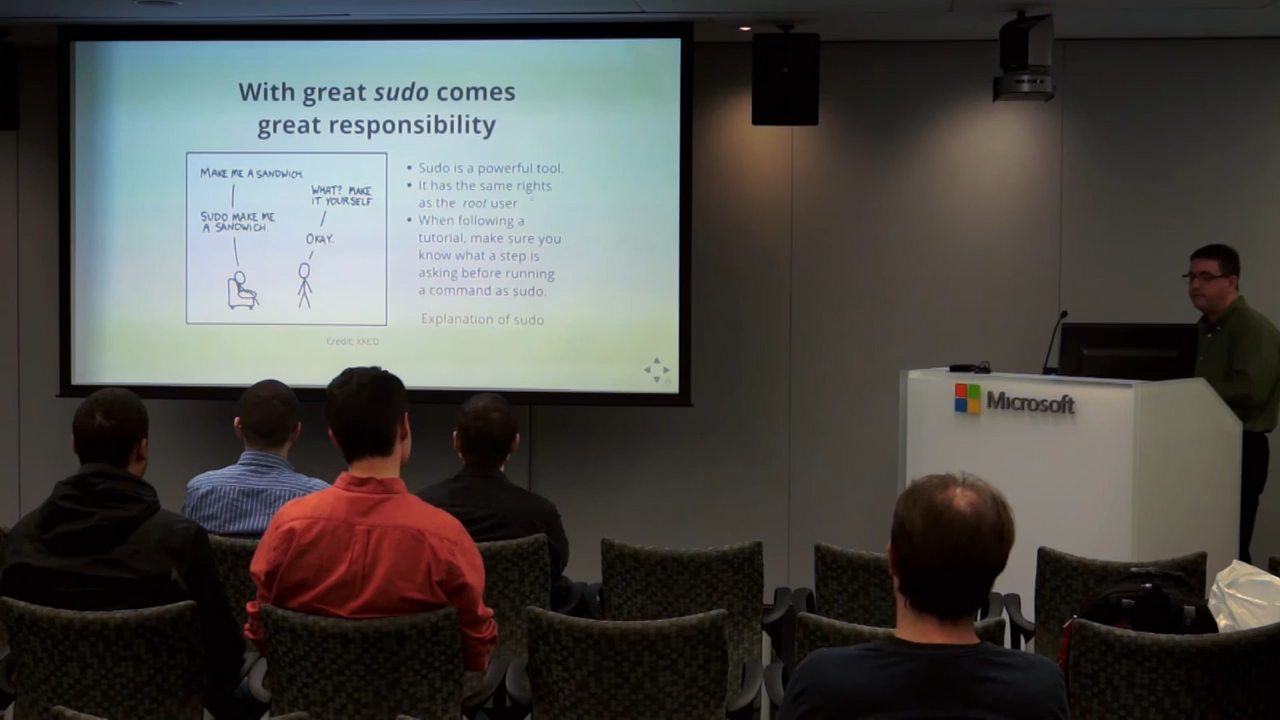 With great sudo comes
great responsibility
MAKE ME A SANDWICH.
WHAT? MAKE
IT YOURSELF.
SUDO MAKE ME
A SANDWICH.
OKAY.
Credit: XKCD
• Sudo is a powerful tool.
• It has the same rights
as the root user
• When following a
tutorial, make sure you
know what a step is
asking before running
a command as sudo.
Explanation of sudo
Microsoft